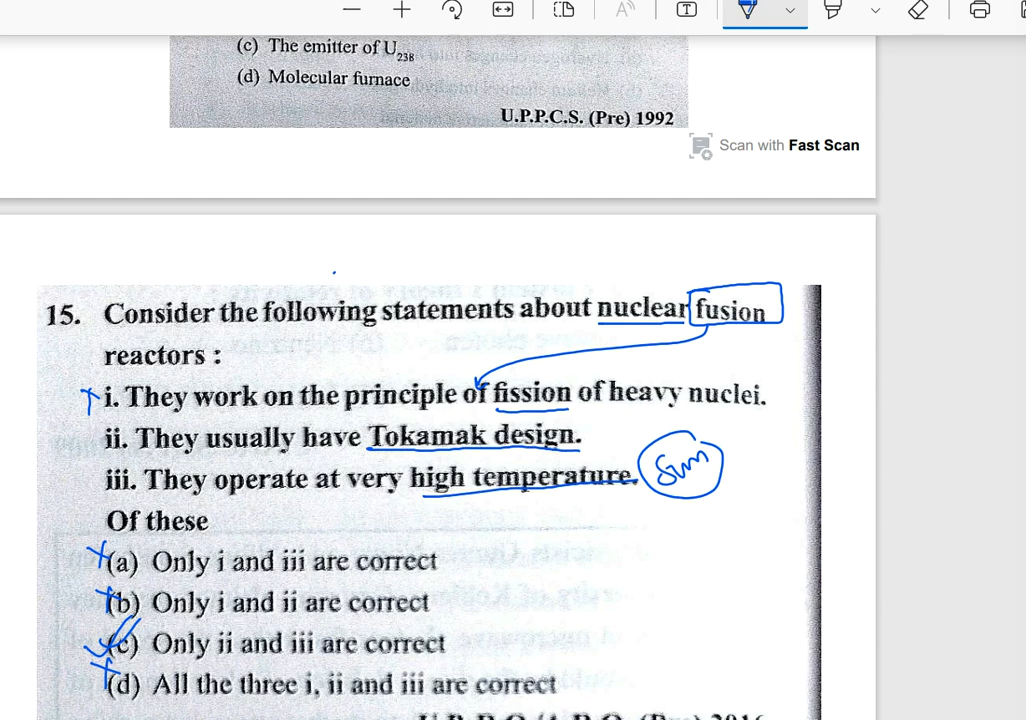 (c) The emitter of U238
(d) Molecular furnace
U.P.P.C.S. (Pre) 1992
Scan with Fast Scan
15. Consider the following statements about nuclear fusion
reactors :
i. They work on the principle of fission of heavy nuclei.
ii. They usually have Tokamak design.
iii. They operate at very high temperature. Sun
Of these
(a) Only i and iii are correct
(b) Only i and ii are correct
(c) Only ii and iii are correct
(d) All the three i, ii and iii are correct